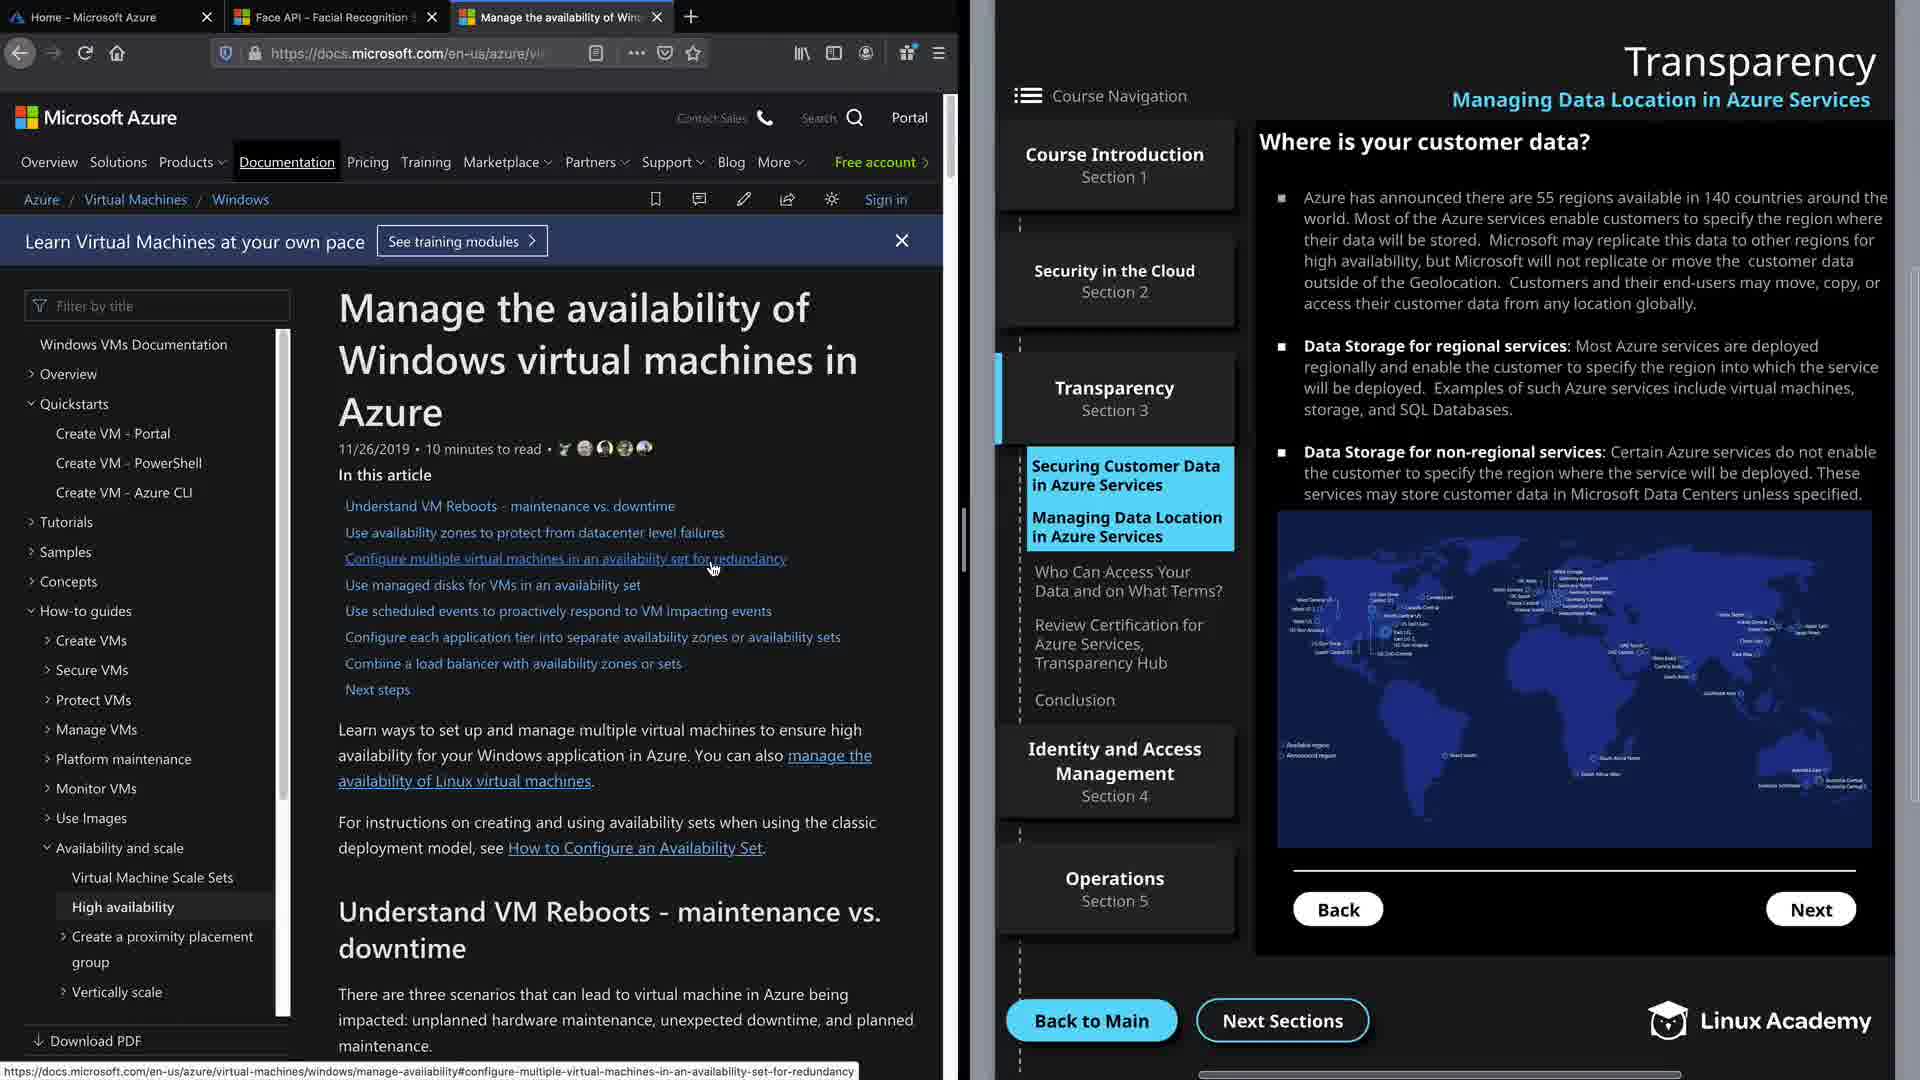 Home - Microsoft Azure
Face API - Facial Recognition
Manage the availability of Win
https://docs.microsoft.com/en-us/azure/vi
Microsoft Azure
Contact Sales
Search
Portal
Overview Solutions Products Documentation Pricing Training Marketplace Partners Support Blog More Free account
Azure / Virtual Machines / Windows
Sign in
Learn Virtual Machines at your own pace
See training modules
Filter by title
Windows VMs Documentation
Overview
Quickstarts
Create VM - Portal
Create VM - PowerShell
Create VM - Azure CLI
Tutorials
Samples
Concepts
How-to guides
Create VMs
Secure VMs
Protect VMs
Manage VMs
Platform maintenance
Monitor VMs
Use Images
Availability and scale
Virtual Machine Scale Sets
High availability
Create a proximity placement
group
Vertically scale
Download PDF
Manage the availability of
Windows virtual machines in
Azure
11/26/2019 • 10 minutes to read •
In this article
Understand VM Reboots - maintenance vs. downtime
Use availability zones to protect from datacenter level failures
Configure multiple virtual machines in an availability set for redundancy
Use managed disks for VMs in an availability set
Use scheduled events to proactively respond to VM impacting events
Configure each application tier into separate availability zones or availability sets
Combine a load balancer with availability zones or sets
Next steps
Learn ways to set up and manage multiple virtual machines to ensure high
availability for your Windows application in Azure. You can also manage the
availability of Linux virtual machines.
For instructions on creating and using availability sets when using the classic
deployment model, see How to Configure an Availability Set.
Understand VM Reboots - maintenance vs.
downtime
There are three scenarios that can lead to virtual machine in Azure being
impacted: unplanned hardware maintenance, unexpected downtime, and planned
maintenance.
https://docs.microsoft.com/en-us/azure/virtual-machines/windows/manage-availability#configure-multiple-virtual-machines-in-an-availability-set-for-redundancy
Transparency
Managing Data Location in Azure Services
Course Navigation
Course Introduction
Section 1
Security in the Cloud
Section 2
Transparency
Section 3
Securing Customer Data
in Azure Services
Managing Data Location
in Azure Services
Who Can Access Your
Data and on What Terms?
Review Certification for
Azure Services,
Transparency Hub
Conclusion
Identity and Access
Management
Section 4
Operations
Section 5
Where is your customer data?
Azure has announced there are 55 regions available in 140 countries around the
world. Most of the Azure services enable customers to specify the region where
their data will be stored. Microsoft may replicate this data to other regions for
high availability, but Microsoft will not replicate or move the customer data
outside of the Geolocation. Customers and their end-users may move, copy, or
access their customer data from any location globally.
Data Storage for regional services: Most Azure services are deployed
regionally and enable the customer to specify the region into which the service
will be deployed. Examples of such Azure services include virtual machines,
storage, and SQL Databases.
Data Storage for non-regional services: Certain Azure services do not enable
the customer to specify the region where the service will be deployed. These
services may store customer data in Microsoft Data Centers unless specified.
Available region
Announced region
Brazil South
South Africa North
South Africa West
Back
Next
Back to Main
Next Sections
Linux Academy